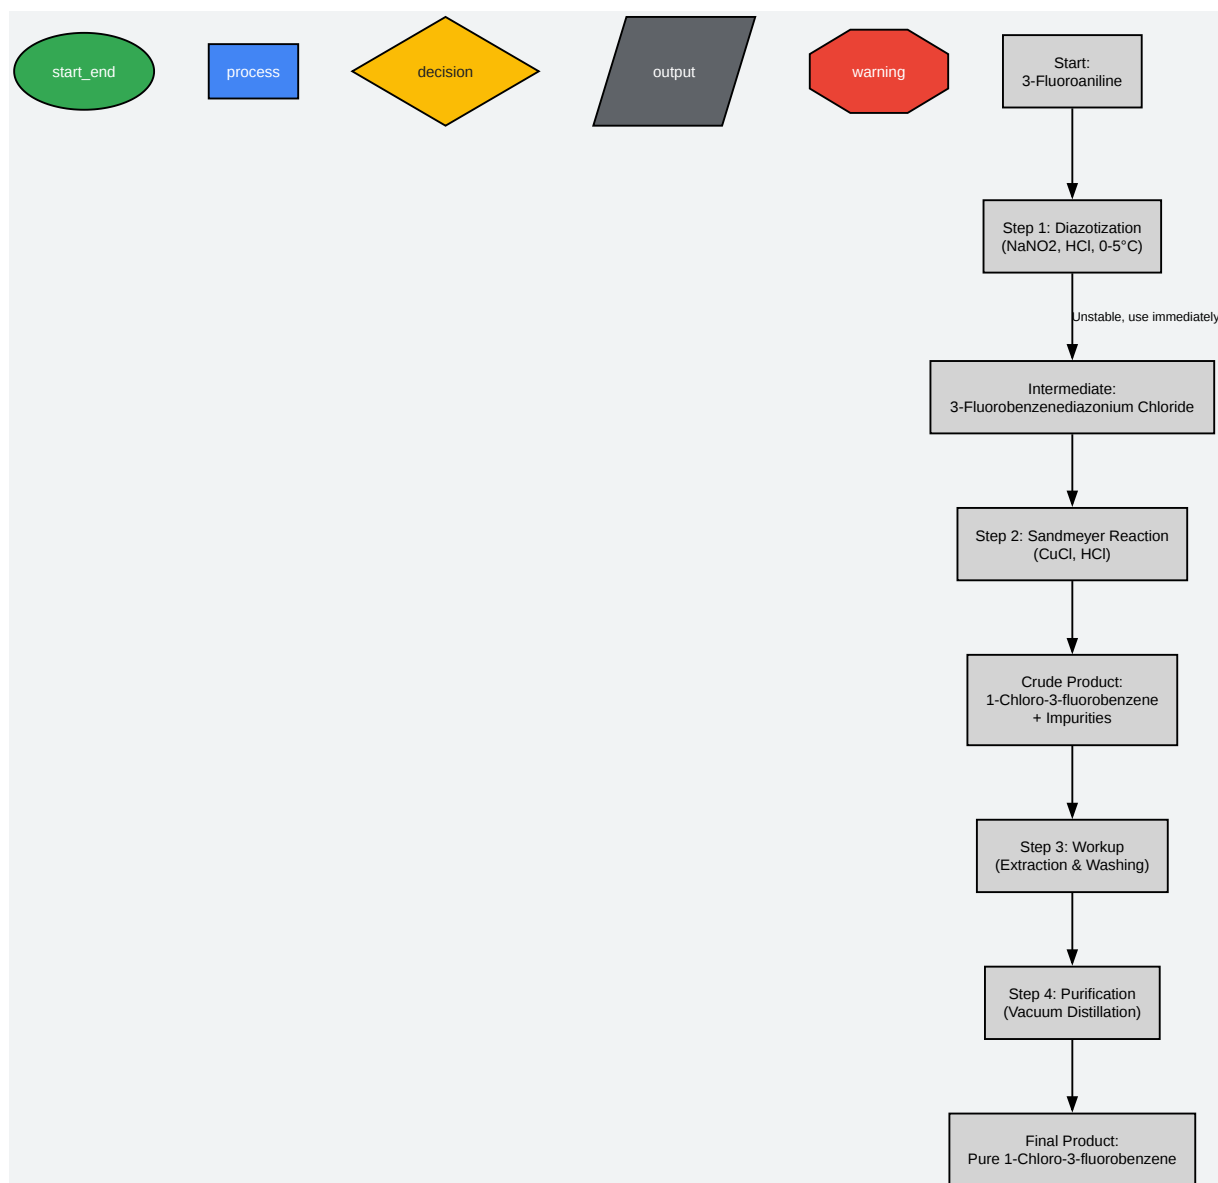 start_end
process
decision
output
warning
Start:
3-Fluoroaniline
Step 1: Diazotization
(NaNO2, HCl, 0-5°C)
Unstable, use immediately
Intermediate:
3-Fluorobenzenediazonium Chloride
Step 2: Sandmeyer Reaction
(CuCl, HCl)
Crude Product:
1-Chloro-3-fluorobenzene
+ Impurities
Step 3: Workup
(Extraction & Washing)
Step 4: Purification
(Vacuum Distillation)
Final Product:
Pure 1-Chloro-3-fluorobenzene